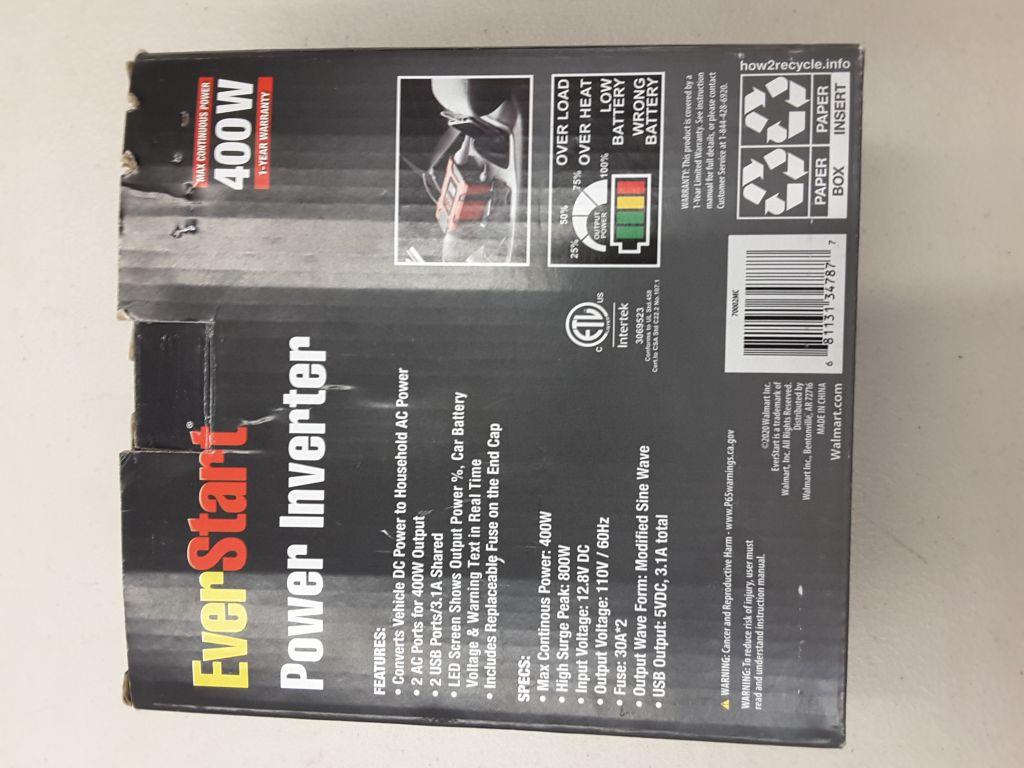 EverStart®
Power Inverter
MAX CONTINUOUS POWER
400W
1-YEAR WARRANTY
FEATURES:
• Converts Vehicle DC Power to Household AC Power
• 2 AC Ports for 400W Output
• 2 USB Ports/3.1A Shared
• LED Screen Shows Output Power %, Car Battery
Voltage & Warning Text in Real Time
• Includes Replaceable Fuse on the End Cap
SPECS:
• Max Continous Power: 400W
• High Surge Peak: 800W
• Input Voltage: 12.8V DC
• Output Voltage: 110V / 60Hz
• Fuse: 30A*2
• Output Wave Form: Modified Sine Wave
• USB Output: 5VDC, 3.1A total
C ETL US
Intertek
3069523
Conforms to UL Std.458
Cert.to CSA Std C22.2 No.107.1
25%
50%
75%
100%
OUTPUT
POWER
OVER LOAD
OVER HEAT
LOW
BATTERY
WRONG
BATTERY
WARNING: Cancer and Reproductive Harm - www.P65warnings.ca.gov
WARNING: To reduce risk of injury, user must
read and understand instruction manual.
©2020 Walmart Inc.
EverStart is a trademark of
Walmart, Inc. All Rights Reserved.
Distributed by
Walmart Inc., Bentonville, AR 72716
MADE IN CHINA
Walmart.com
70002MC
6 81131 34787 7
WARRANTY: This product is covered by a
1-Year Limited Warranty. See instruction
manual for full details, or please contact
Customer Service at 1-844-428-6920.
how2recycle.info
PAPER
BOX
PAPER
INSERT